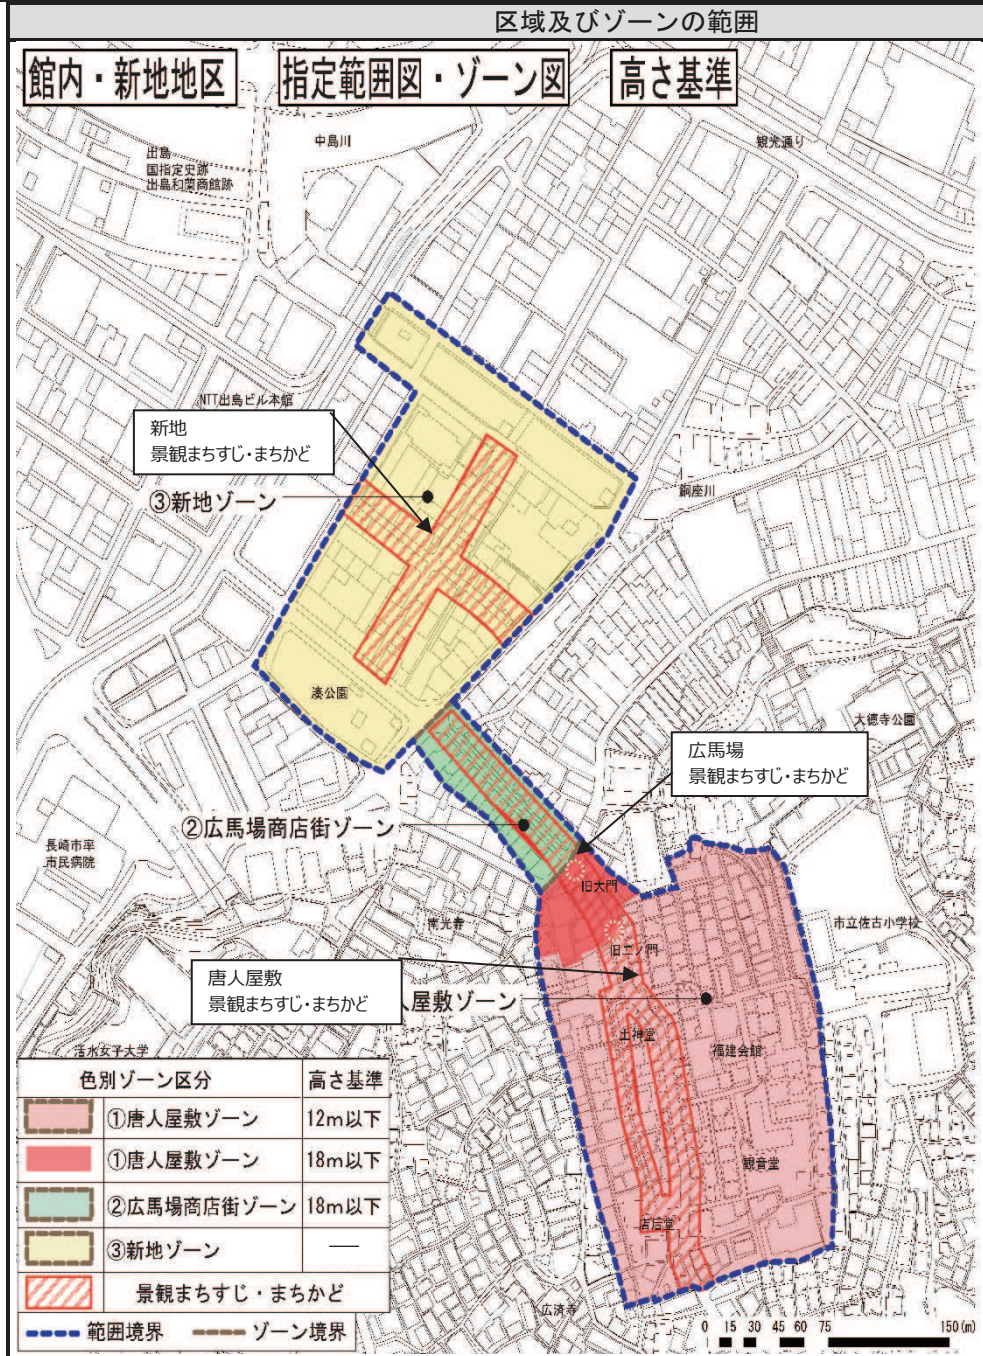 区域及びゾーンの範囲
館内・新地地区
指定範囲図・ゾーン図
高さ基準
中島川
観光通り
出島
国指定史跡
出島和蘭商館跡
NTT出島ビル本館
新地
景観まちすじ・まちかど
③新地ゾーン
銅座川
湊公園
大徳寺公園
広馬場
景観まちすじ・まちかど
②広馬場商店街ゾーン
長崎市立
市民病院
旧大門
南光寺
市立佐古小学校
旧二ノ門
唐人屋敷
景観まちすじ・まちかど
人屋敷ゾーン
土神堂
福建会館
活水女子大学
観音堂
色別ゾーン区分
高さ基準
①唐人屋敷ゾーン
12m以下
①唐人屋敷ゾーン
18m以下
②広馬場商店街ゾーン
18m以下
③新地ゾーン
―
景観まちすじ・まちかど
範囲境界
ゾーン境界
広済寺
0 15 30 45 60 75 150(m)